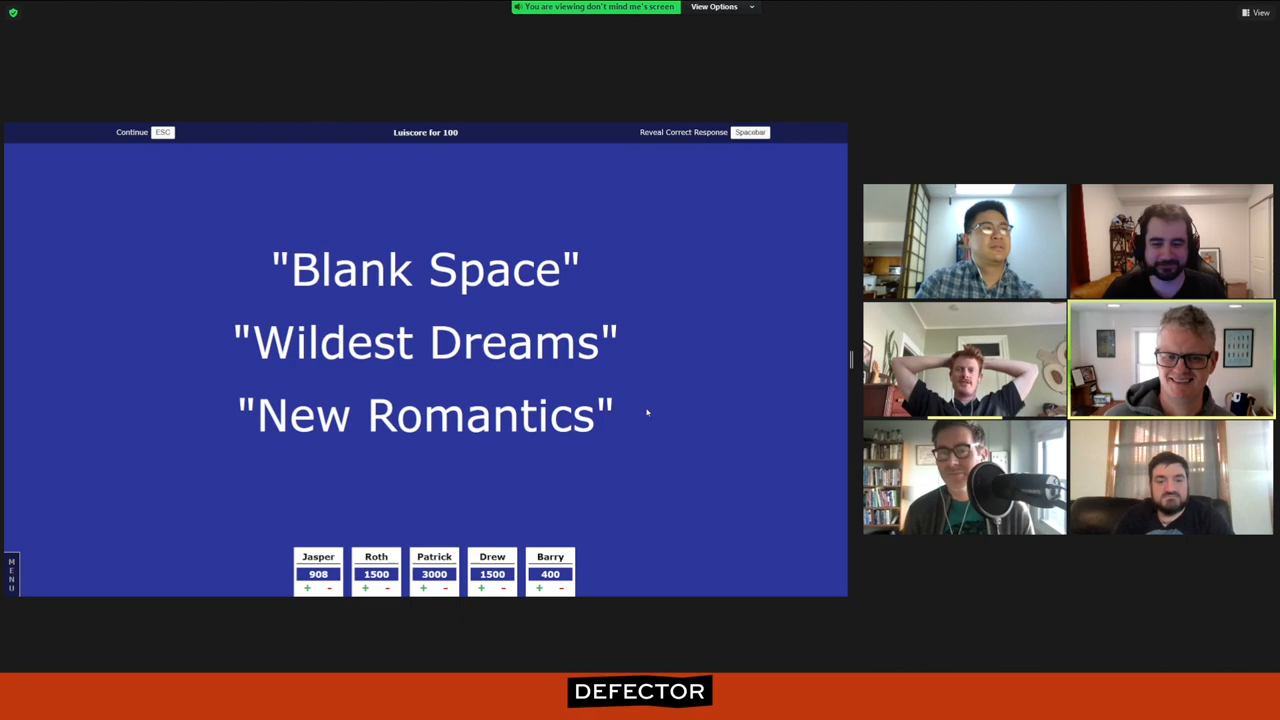 You are viewing don't mind me's screen
View Options
View
Continue ESC
Luiscore for 100
Reveal Correct Response Spacebar
"Blank Space"
"Wildest Dreams"
"New Romantics"
MENU
Jasper Roth Patrick Drew Barry
908 1500 3000 1500 400
+ - + - + - + - + -
DEFECTOR